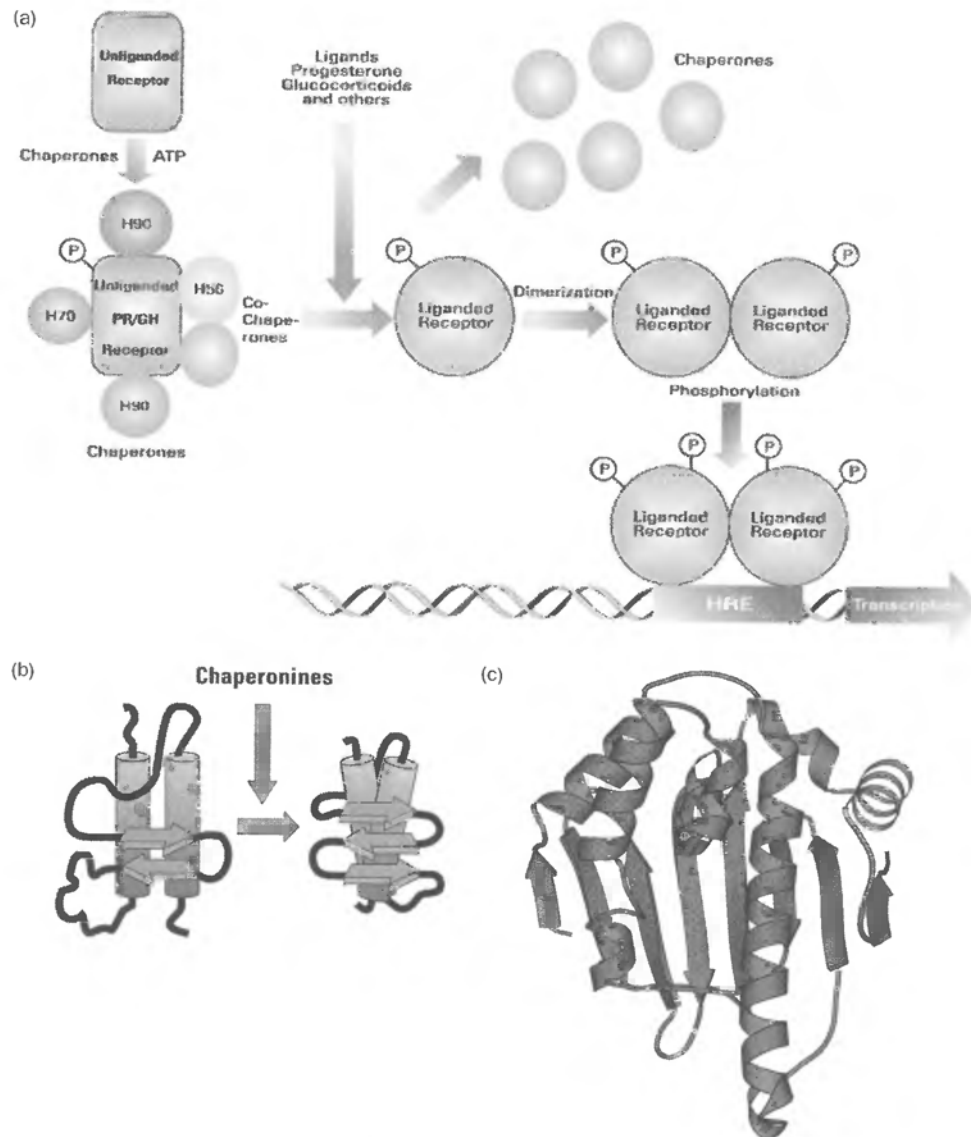 (a)
Unliganded
Receptor
Ligands
Progesterone
Glucocorticoids
and others
Chaperones
Chaperones
ATP
H90
P
Unliganded
H56
H70
PR/GH
Receptor
Co-
Chape-
rones
H90
Chaperones
P
Liganded
Receptor
Dimerization
P
Liganded
Receptor
P
Liganded
Receptor
Phosphorylation
P
P
P
P
Liganded
Receptor
Liganded
Receptor
HRE
Transcription
(b)
Chaperonines
(c)